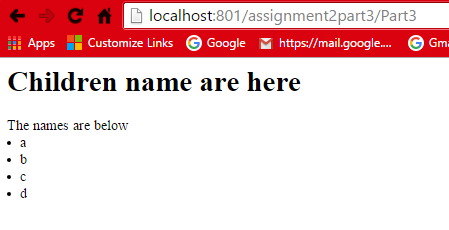 localhost:801/assignment2part3/Part3
Apps Customize Links Google https://mail.google.... Gma
Children name are here
The names are below
• a
• b
• c
• d